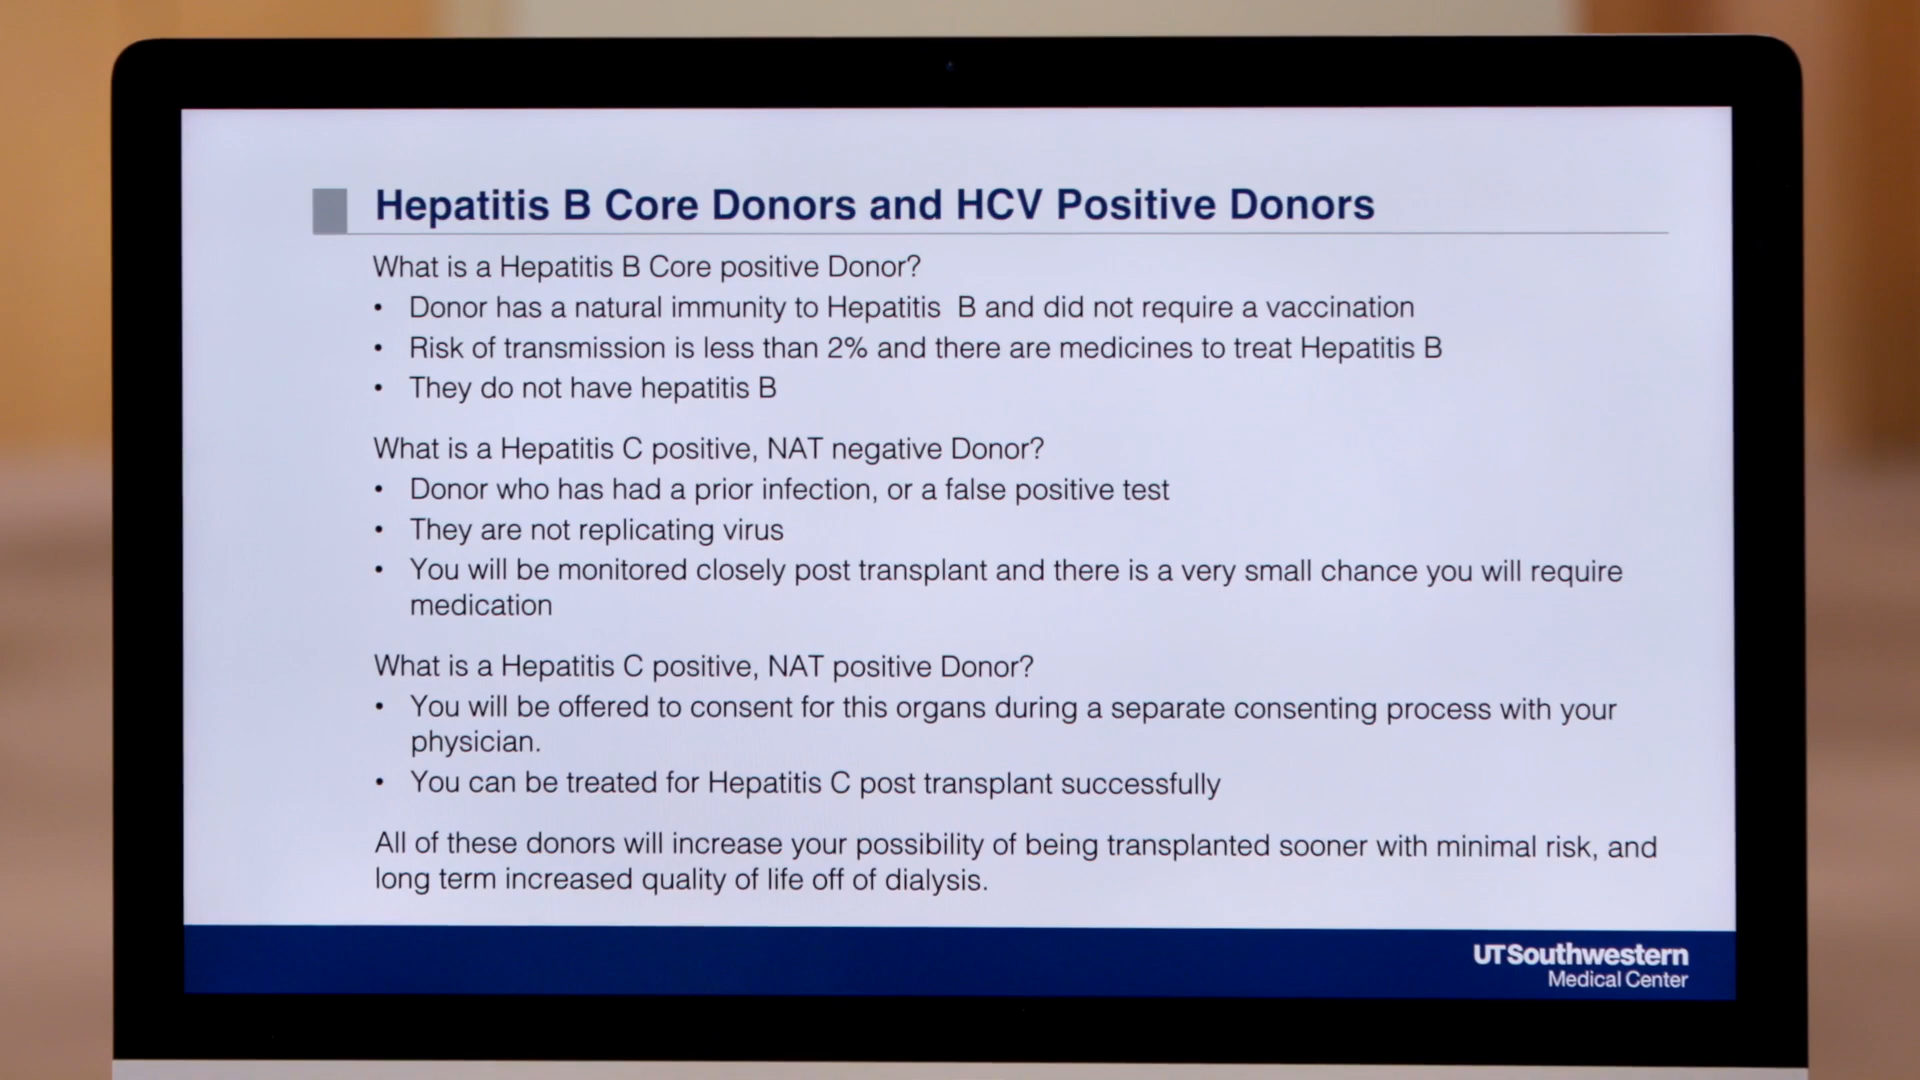 Hepatitis B Core Donors and HCV Positive Donors
What is a Hepatitis B Core positive Donor?
• Donor has a natural immunity to Hepatitis B and did not require a vaccination
• Risk of transmission is less than 2% and there are medicines to treat Hepatitis B
• They do not have hepatitis B
What is a Hepatitis C positive, NAT negative Donor?
• Donor who has had a prior infection, or a false positive test
• They are not replicating virus
• You will be monitored closely post transplant and there is a very small chance you will require
medication
What is a Hepatitis C positive, NAT positive Donor?
• You will be offered to consent for this organs during a separate consenting process with your
physician.
• You can be treated for Hepatitis C post transplant successfully
All of these donors will increase your possibility of being transplanted sooner with minimal risk, and
long term increased quality of life off of dialysis.
UTSouthwestern
Medical Center